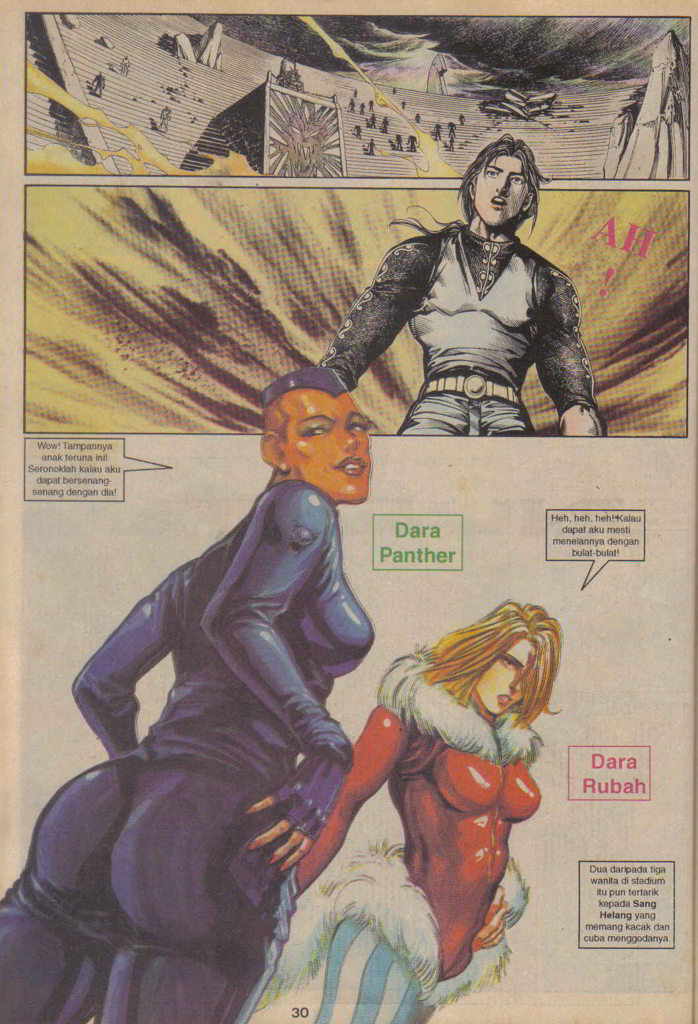 AH
!
Wow! Tampannya
anak teruna ini!
Seronoklah kalau aku
dapat bersenang-
senang dengan dia!
Dara
Panther
Heh, heh, heh! Kalau
dapat aku mesti
menelannya dengan
bulat-bulat!
Dara
Rubah
Dua daripada tiga
wanita di stadium
itu pun tertarik
kepada Sang
Helang yang
memang kacak dan
cuba menggodanya.
30